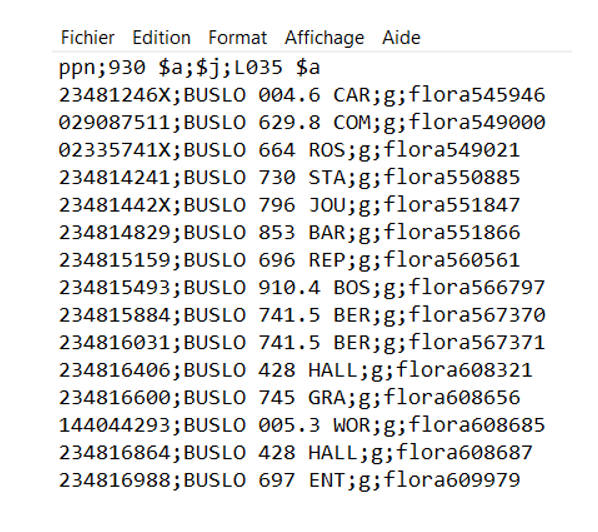 Fichier Edition Format Affichage Aide
ppn;930 $a;$j;L035 $a
23481246X;BUSLO 004.6 CAR;g;flora545946
029087511;BUSLO 629.8 COM;g;flora549000
02335741X;BUSLO 664 ROS;g;flora549021
234814241;BUSLO 730 STA;g;flora550885
23481442X;BUSLO 796 JOU;g;flora551847
234814829;BUSLO 853 BAR;g;flora551866
234815159;BUSLO 696 REP;g;flora560561
234815493;BUSLO 910.4 BOS;g;flora566797
234815884;BUSLO 741.5 BER;g;flora567370
234816031;BUSLO 741.5 BER;g;flora567371
234816406;BUSLO 428 HALL;g;flora608321
234816600;BUSLO 745 GRA;g;flora608656
144044293;BUSLO 005.3 WOR;g;flora608685
234816864;BUSLO 428 HALL;g;flora608687
234816988;BUSLO 697 ENT;g;flora609979